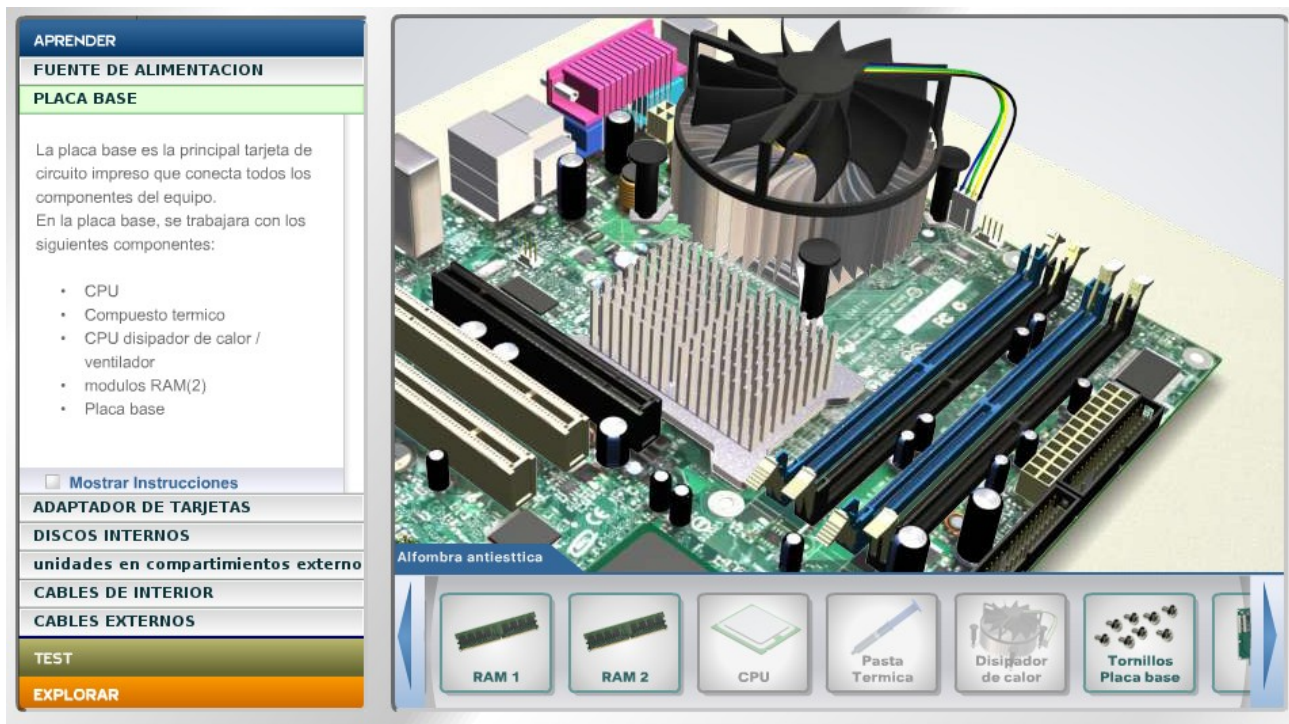 APRENDER
FUENTE DE ALIMENTACION
PLACA BASE
La placa base es la principal tarjeta de
circuito impreso que conecta todos los
componentes del equipo.
En la placa base, se trabajara con los
siguientes componentes:
• CPU
• Compuesto termico
• CPU disipador de calor /
ventilador
• modulos RAM(2)
• Placa base
Mostrar Instrucciones
ADAPTADOR DE TARJETAS
DISCOS INTERNOS
unidades en compartimientos externo
CABLES DE INTERIOR
CABLES EXTERNOS
TEST
EXPLORAR
FC
CE
Alfombra antiesttica
RAM 1
RAM 2
CPU
Pasta
Termica
Disipador
de calor
Tornillos
Placa base